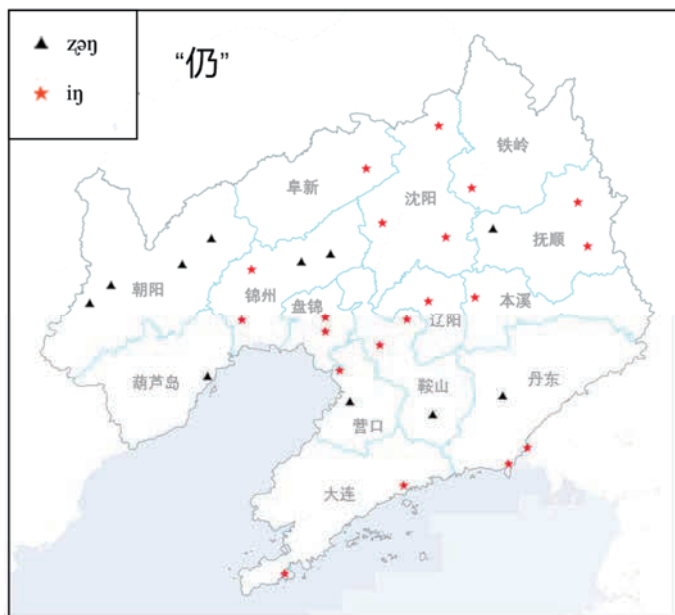 ʐəŋ
iŋ
“仍”
铁岭
阜新
沈阳
抚顺
朝阳
锦州
盘锦
辽阳
本溪
葫芦岛
鞍山
丹东
营口
大连